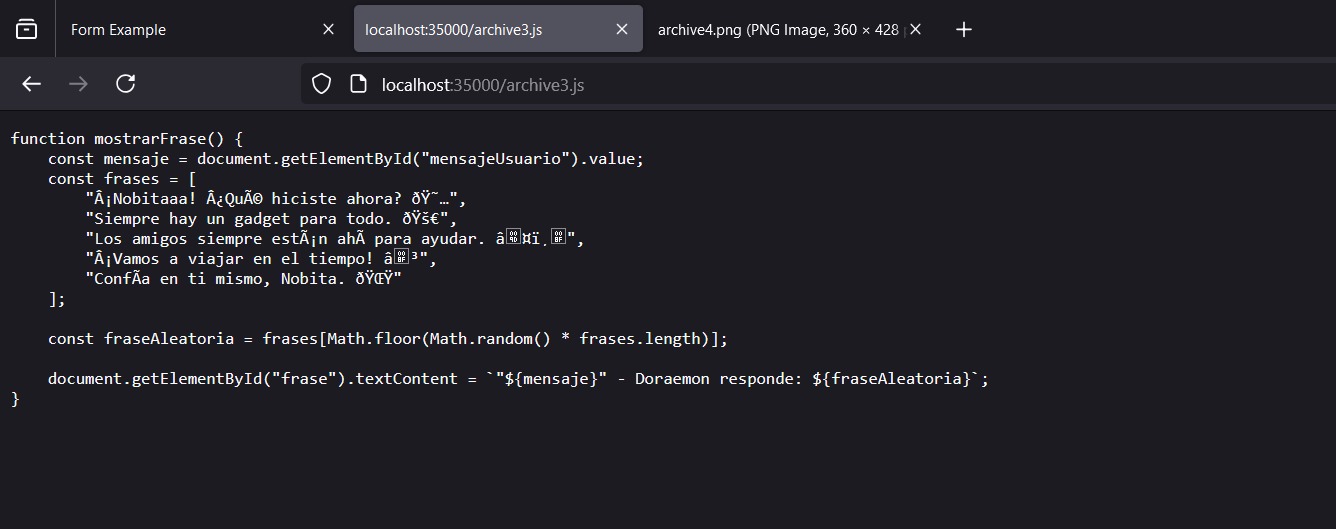 Form Example
localhost:35000/archive3.js
archive4.png (PNG Image, 360 × 428
localhost:35000/archive3.js
function mostrarFrase() {
    const mensaje = document.getElementById("mensajeUsuario").value;
    const frases = [
        "Â¡Nobitaaa! Â¿QuÃ© hiciste ahora? ðŸ˜…",
        "Siempre hay un gadget para todo. ðŸš€",
        "Los amigos siempre estÃ¡n ahÃ­ para ayudar. â¤ï¸",
        "Â¡Vamos a viajar en el tiempo! â³",
        "ConfÃ­a en ti mismo, Nobita. ðŸŒŸ"
    ];
    const fraseAleatoria = frases[Math.floor(Math.random() * frases.length)];
    document.getElementById("frase").textContent = `"${mensaje}" - Doraemon responde: ${fraseAleatoria}`;
}